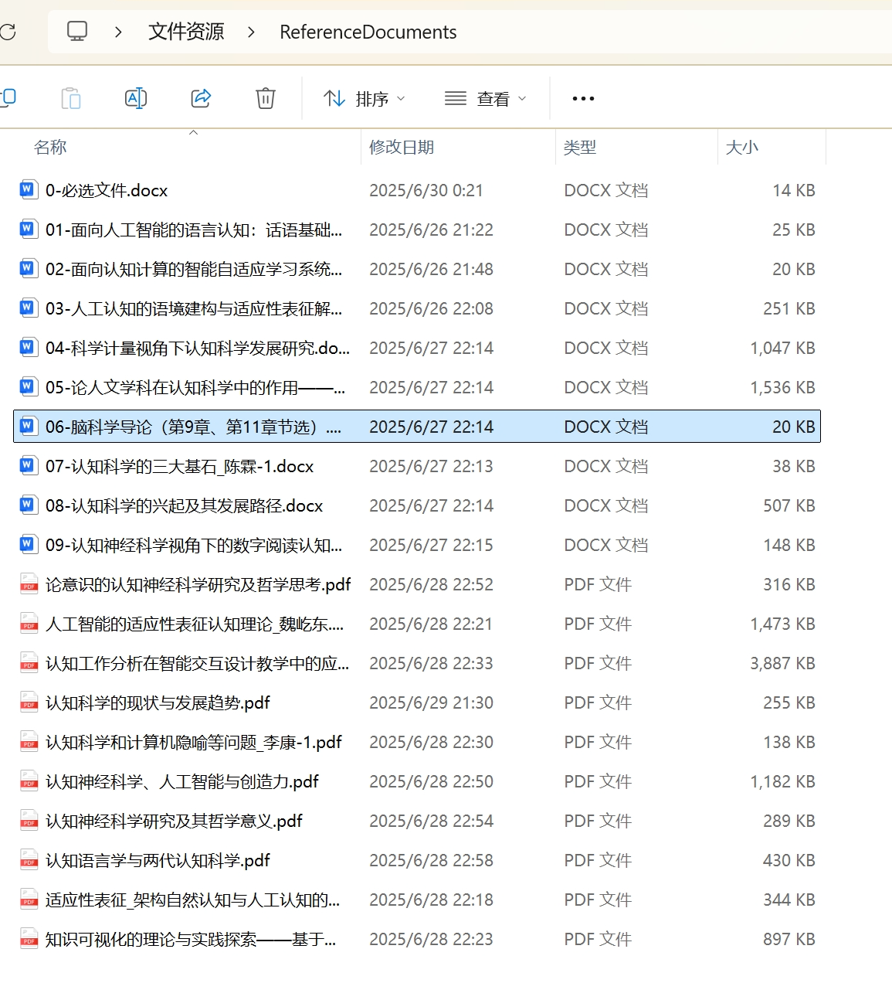 文件资源 > ReferenceDocuments
排序 查看
名称 修改日期 类型 大小
0-必选文件.docx 2025/6/30 0:21 DOCX 文档 14 KB
01-面向人工智能的语言认知：话语基础... 2025/6/26 21:22 DOCX 文档 25 KB
02-面向认知计算的智能自适应学习系统... 2025/6/26 21:48 DOCX 文档 20 KB
03-人工认知的语境建构与适应性表征解... 2025/6/26 22:08 DOCX 文档 251 KB
04-科学计量视角下认知科学发展研究.do... 2025/6/27 22:14 DOCX 文档 1,047 KB
05-论人文学科在认知科学中的作用——... 2025/6/27 22:14 DOCX 文档 1,536 KB
06-脑科学导论（第9章、第11章节选）.... 2025/6/27 22:14 DOCX 文档 20 KB
07-认知科学的三大基石_陈霖-1.docx 2025/6/27 22:13 DOCX 文档 38 KB
08-认知科学的兴起及其发展路径.docx 2025/6/27 22:14 DOCX 文档 507 KB
09-认知神经科学视角下的数字阅读认知... 2025/6/27 22:15 DOCX 文档 148 KB
论意识的认知神经科学研究及哲学思考.pdf 2025/6/28 22:52 PDF 文件 316 KB
人工智能的适应性表征认知理论_魏屹东.... 2025/6/28 22:21 PDF 文件 1,473 KB
认知工作分析在智能交互设计教学中的应... 2025/6/28 22:33 PDF 文件 3,887 KB
认知科学的现状与发展趋势.pdf 2025/6/29 21:30 PDF 文件 255 KB
认知科学和计算机隐喻等问题_李康-1.pdf 2025/6/28 22:30 PDF 文件 138 KB
认知神经科学、人工智能与创造力.pdf 2025/6/28 22:50 PDF 文件 1,182 KB
认知神经科学研究及其哲学意义.pdf 2025/6/28 22:54 PDF 文件 289 KB
认知语言学与两代认知科学.pdf 2025/6/28 22:58 PDF 文件 430 KB
适应性表征_架构自然认知与人工认知的... 2025/6/28 22:18 PDF 文件 344 KB
知识可视化的理论与实践探索——基于... 2025/6/28 22:23 PDF 文件 897 KB